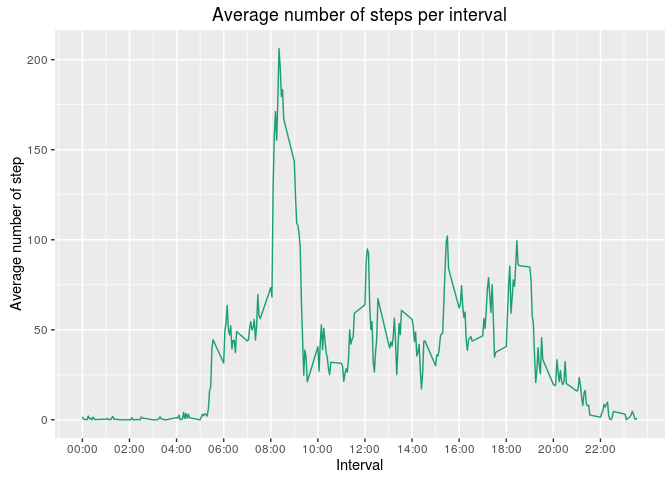 Average number of steps per interval
Average number of step
200
150
100
50
0
00:00 02:00 04:00 06:00 08:00 10:00 12:00 14:00 16:00 18:00 20:00 22:00
Interval